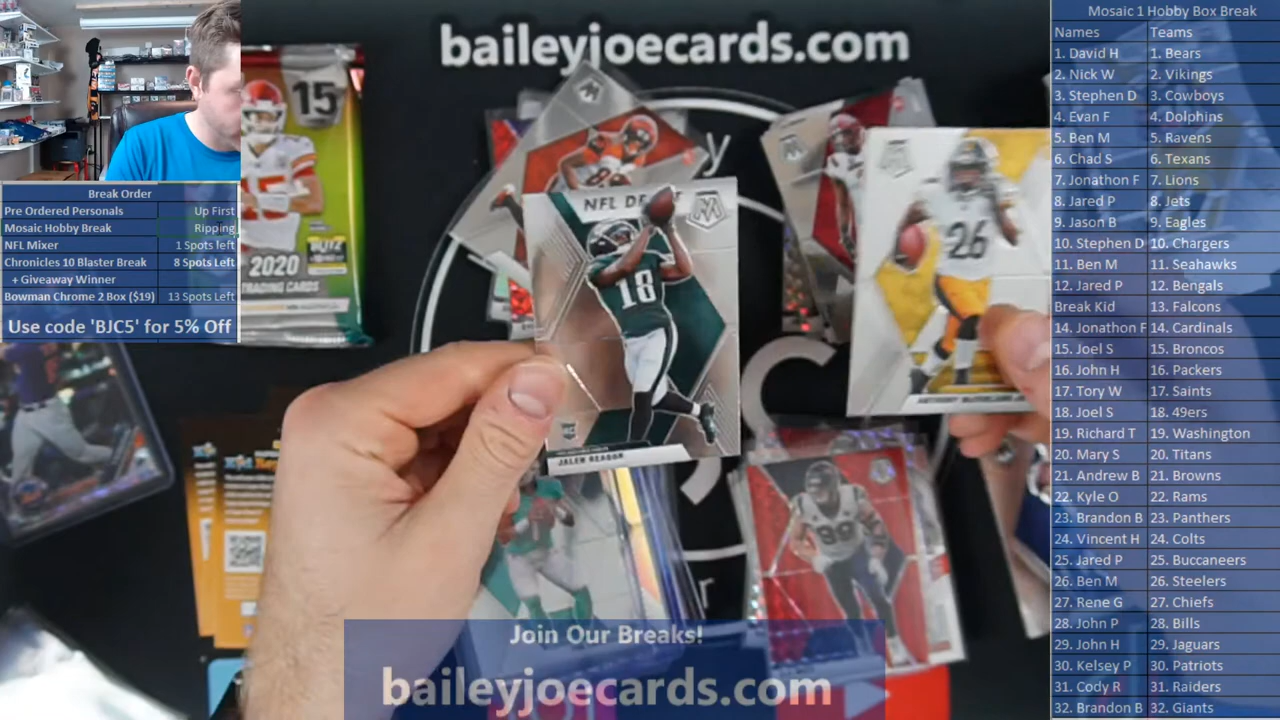 baileyjoecards.com
Break Order
Pre Ordered Personals Up First
Mosaic Hobby Break Ripping
NFL Mixer 1 Spots left
Chronicles 10 Blaster Break 8 Spots Left
+ Giveaway Winner
Bowman Chrome 2 Box ($19) 13 Spots Left
Use code 'BJC5' for 5% Off
15
2020
TRADING CARDS
NFL
18
JALEN REAGOR
26
ANTHONY MCFARLAND
99
Join Our Breaks!
baileyjoecards.com
Mosaic 1 Hobby Box Break
Names Teams
1. David H 1. Bears
2. Nick W 2. Vikings
3. Stephen D 3. Cowboys
4. Evan F 4. Dolphins
5. Ben M 5. Ravens
6. Chad S 6. Texans
7. Jonathon F 7. Lions
8. Jared P 8. Jets
9. Jason B 9. Eagles
10. Stephen D 10. Chargers
11. Ben M 11. Seahawks
12. Jared P 12. Bengals
Break Kid 13. Falcons
14. Jonathon F 14. Cardinals
15. Joel S 15. Broncos
16. John H 16. Packers
17. Tory W 17. Saints
18. Joel S 18. 49ers
19. Richard T 19. Washington
20. Mary S 20. Titans
21. Andrew B 21. Browns
22. Kyle O 22. Rams
23. Brandon B 23. Panthers
24. Vincent H 24. Colts
25. Jared P 25. Buccaneers
26. Ben M 26. Steelers
27. Rene G 27. Chiefs
28. John P 28. Bills
29. John H 29. Jaguars
30. Kelsey P 30. Patriots
31. Cody R 31. Raiders
32. Brandon B 32. Giants